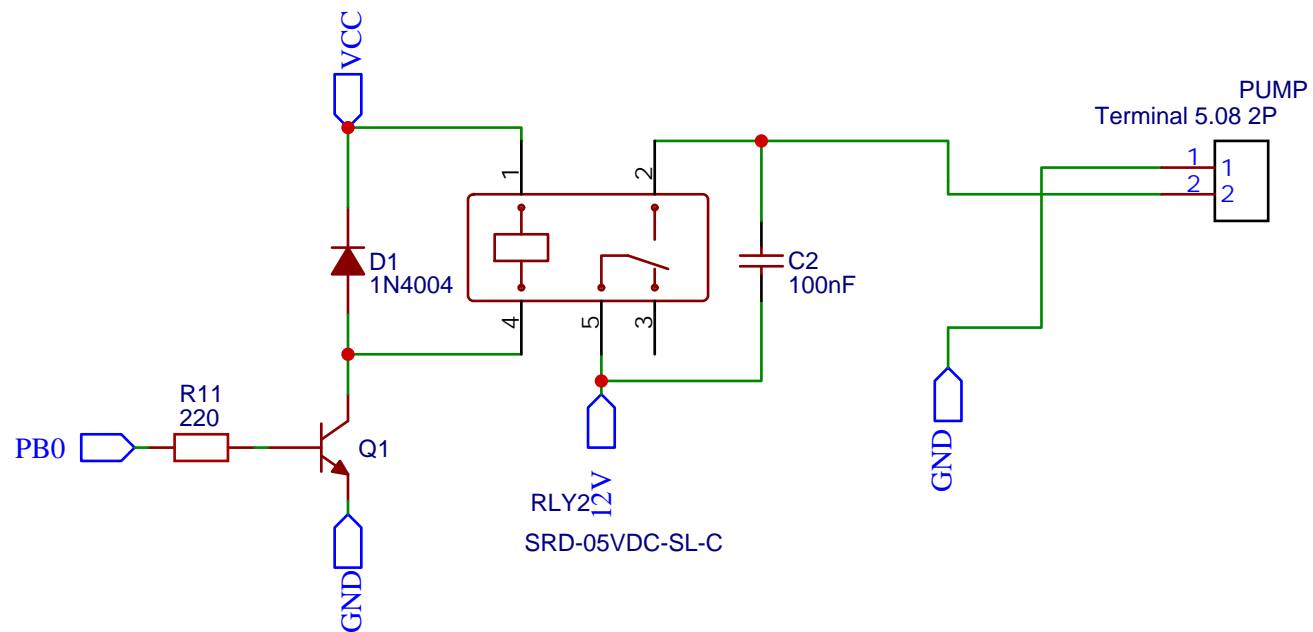 VCC
PUMP
Terminal 5.08 2P
1
2
1
1
2
2
D1
1N4004
C2
100nF
4
5
3
R11
220
PB0
Q1
GND
RLY2
12V
SRD-05VDC-SL-C
GND